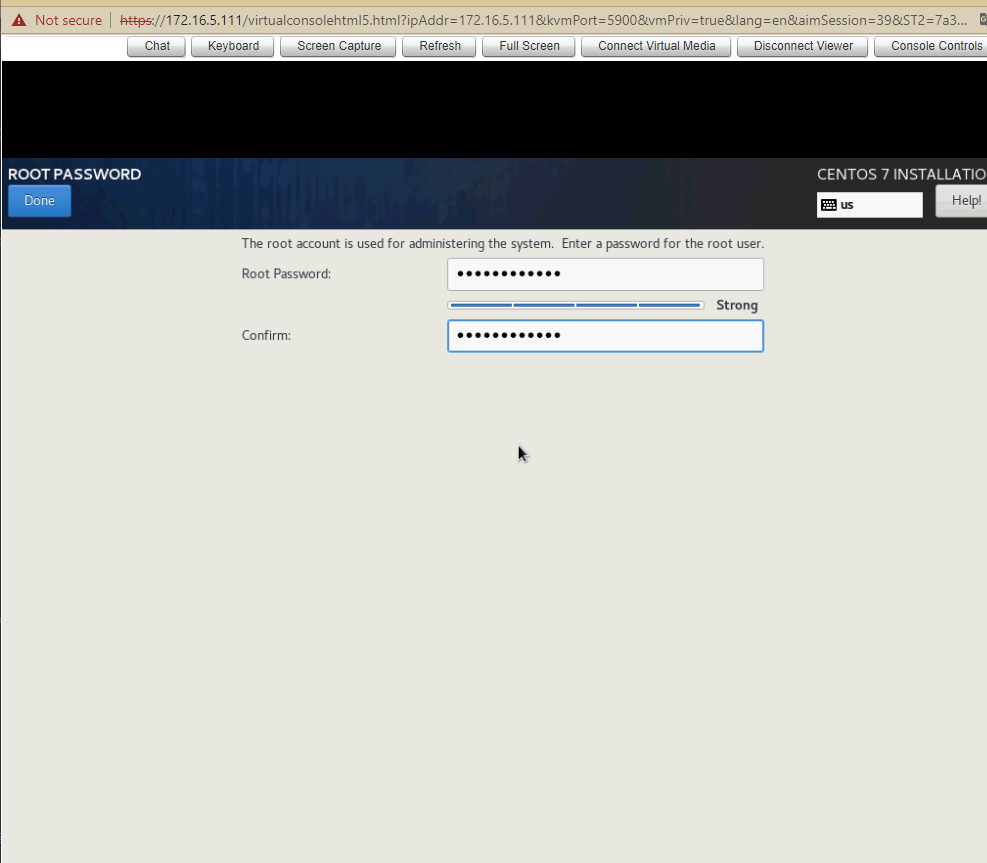 Not secure | https://172.16.5.111/virtualconsolehtml5.html?ipAddr=172.16.5.111&kvmPort=5900&vmPriv=true&lang=en&aimSession=39&ST2=7a3...
Chat Keyboard Screen Capture Refresh Full Screen Connect Virtual Media Disconnect Viewer Console Controls
ROOT PASSWORD CENTOS 7 INSTALLATIO
Done us Help!
The root account is used for administering the system. Enter a password for the root user.
Root Password: ••••••••••••
Strong
Confirm: ••••••••••••